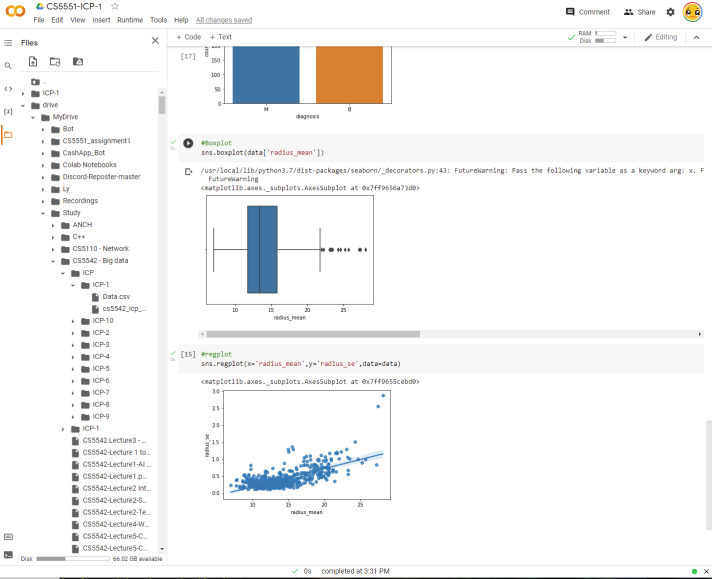 CS5551-ICP-1
File Edit View Insert Runtime Tools Help All changes saved
Comment Share
Files
+ Code + Text
RAM
Disk
Editing
..
ICP-1
drive
MyDrive
Bot
CS5551_assignment1
CashApp_Bot
Colab Notebooks
Discord-Reposter-master
Ly
Recordings
Study
ANCH
C++
CS5110 - Network
CS5542 - Big data
ICP
ICP-1
Data.csv
cs5542_icp_...
ICP-10
ICP-2
ICP-3
ICP-4
ICP-5
ICP-6
ICP-7
ICP-8
ICP-9
ICP-1
CS5542-Lecture3 - ...
CS5542-Lecture 1 to...
CS5542-Lecture1-AI ...
CS5542-Lecture1.p...
CS5542-Lecture2 Int...
CS5542-Lecture2-S...
CS5542-Lecture2-Te...
CS5542-Lecture4-W...
CS5542-Lecture5-C...
CS5542-Lecture5-C...
Disk 66.02 GB available
[17]
150
100
50
0
M B
diagnosis
#Boxplot
sns.boxplot(data['radius_mean'])
/usr/local/lib/python3.7/dist-packages/seaborn/_decorators.py:43: FutureWarning: Pass the following variable as a keyword arg: x. F
FutureWarning
<matplotlib.axes._subplots.AxesSubplot at 0x7ff9656a73d0>
10 15 20 25
radius_mean
[15] #regplot
sns.regplot(x='radius_mean',y='radius_se',data=data)
<matplotlib.axes._subplots.AxesSubplot at 0x7ff9655cebd0>
3.0
2.5
2.0
1.5
1.0
0.5
0.0
radius_se
10 15 20 25
radius_mean
0s completed at 3:31 PM